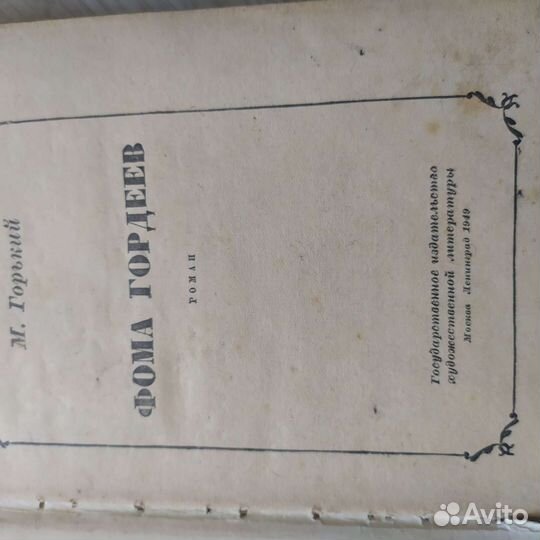 М. Горький
ФОМА ГОРДЕЕВ
РОМАН
Государственное издательство
художественной литературы
Москва Ленинград 1949
Avito